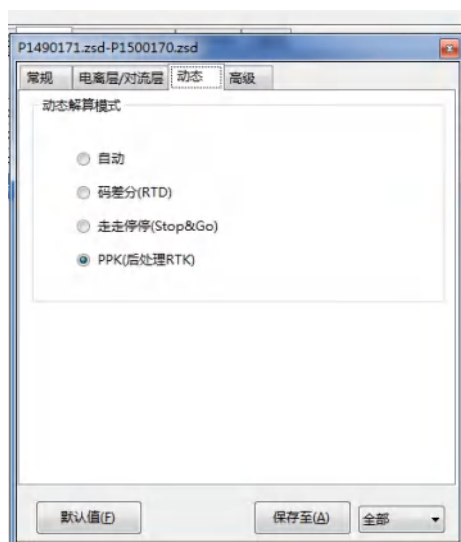 P1490171.zsd-P1500170.zsd
常规 电离层/对流层 动态 高级
动态解算模式
自动
码差分(RTD)
走走停停(Stop&Go)
PPK(后处理RTK)
默认值(F) 保存至(A) 全部